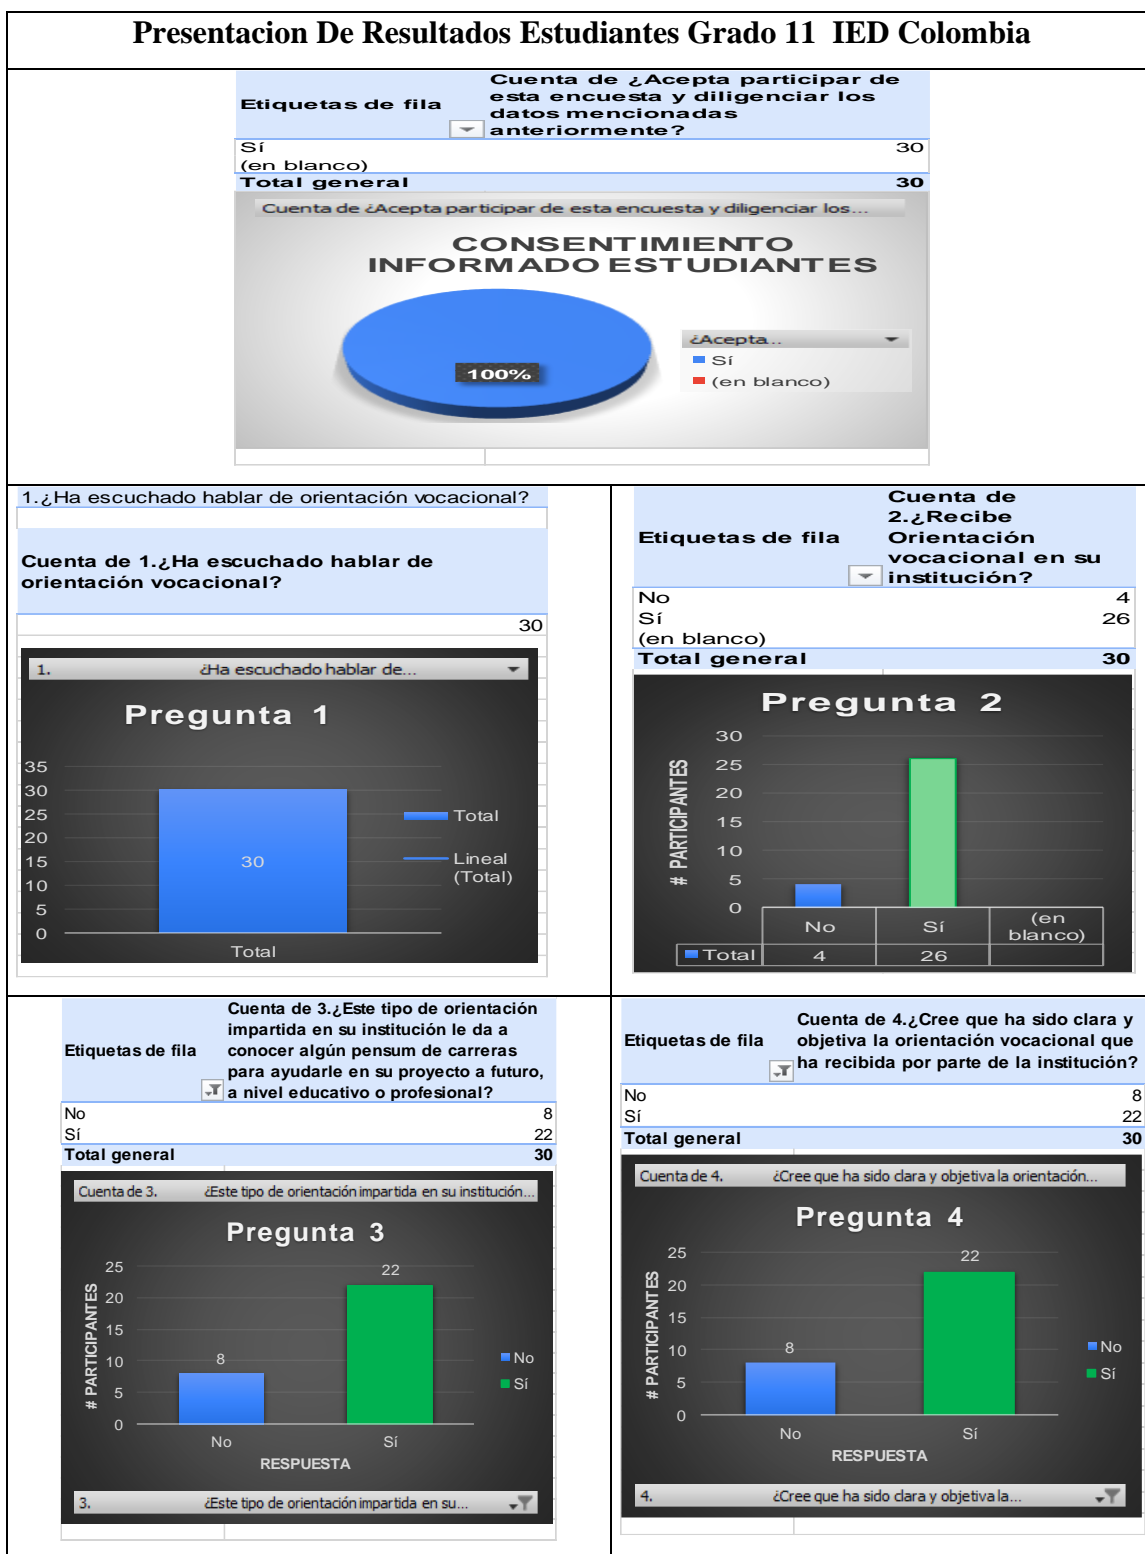 Presentacion De Resultados Estudiantes Grado 11  IED Colombia
Etiquetas de fila
Cuenta de ¿Acepta participar de
esta encuesta y diligenciar los
datos mencionadas
anteriormente?
Sí 30
(en blanco)
Total general 30
Cuenta de ¿Acepta participar de esta encuesta y diligenciar los...
CONSENTIMIENTO
INFORMADO ESTUDIANTES
100%
¿Acepta...
Sí
(en blanco)
1.¿Ha escuchado hablar de orientación vocacional?
Cuenta de 1.¿Ha escuchado hablar de
orientación vocacional?
30
1. ¿Ha escuchado hablar de...
Pregunta 1
35
30
25
20
15
10
5
0
30
Total
Total
Lineal
(Total)
Etiquetas de fila
Cuenta de
2.¿Recibe
Orientación
vocacional en su
institución?
No 4
Sí 26
(en blanco)
Total general 30
Pregunta 2
# PARTICIPANTES
30
25
20
15
10
5
0
No Sí (en
blanco)
Total 4 26
Etiquetas de fila
Cuenta de 3.¿Este tipo de orientación
impartida en su institución le da a
conocer algún pensum de carreras
para ayudarle en su proyecto a futuro,
a nivel educativo o profesional?
No 8
Sí 22
Total general 30
Cuenta de 3. ¿Este tipo de orientación impartida en su institución...
Pregunta 3
# PARTICIPANTES
25
20
15
10
5
0
8
22
No
Sí
No Sí
RESPUESTA
3. ¿Este tipo de orientación impartida en su...
Etiquetas de fila
Cuenta de 4.¿Cree que ha sido clara y
objetiva la orientación vocacional que
ha recibida por parte de la institución?
No 8
Sí 22
Total general 30
Cuenta de 4. ¿Cree que ha sido clara y objetiva la orientación...
Pregunta 4
# PARTICIPANTES
25
20
15
10
5
0
8
22
No
Sí
No Sí
RESPUESTA
4. ¿Cree que ha sido clara y objetiva la...